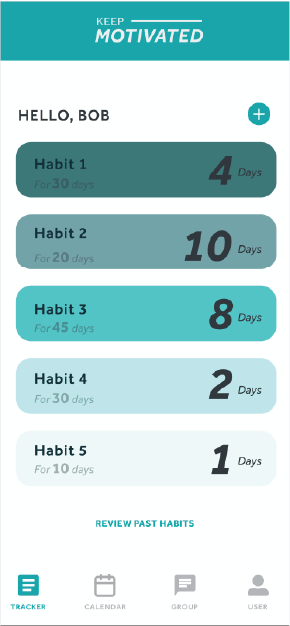 KEEP
MOTIVATED
HELLO, BOB
Habit 1
For 30 days
4 Days
Habit 2
For 20 days
10 Days
Habit 3
For 45 days
8 Days
Habit 4
For 30 days
2 Days
Habit 5
For 10 days
1 Days
REVIEW PAST HABITS
TRACKER CALENDAR GROUP USER